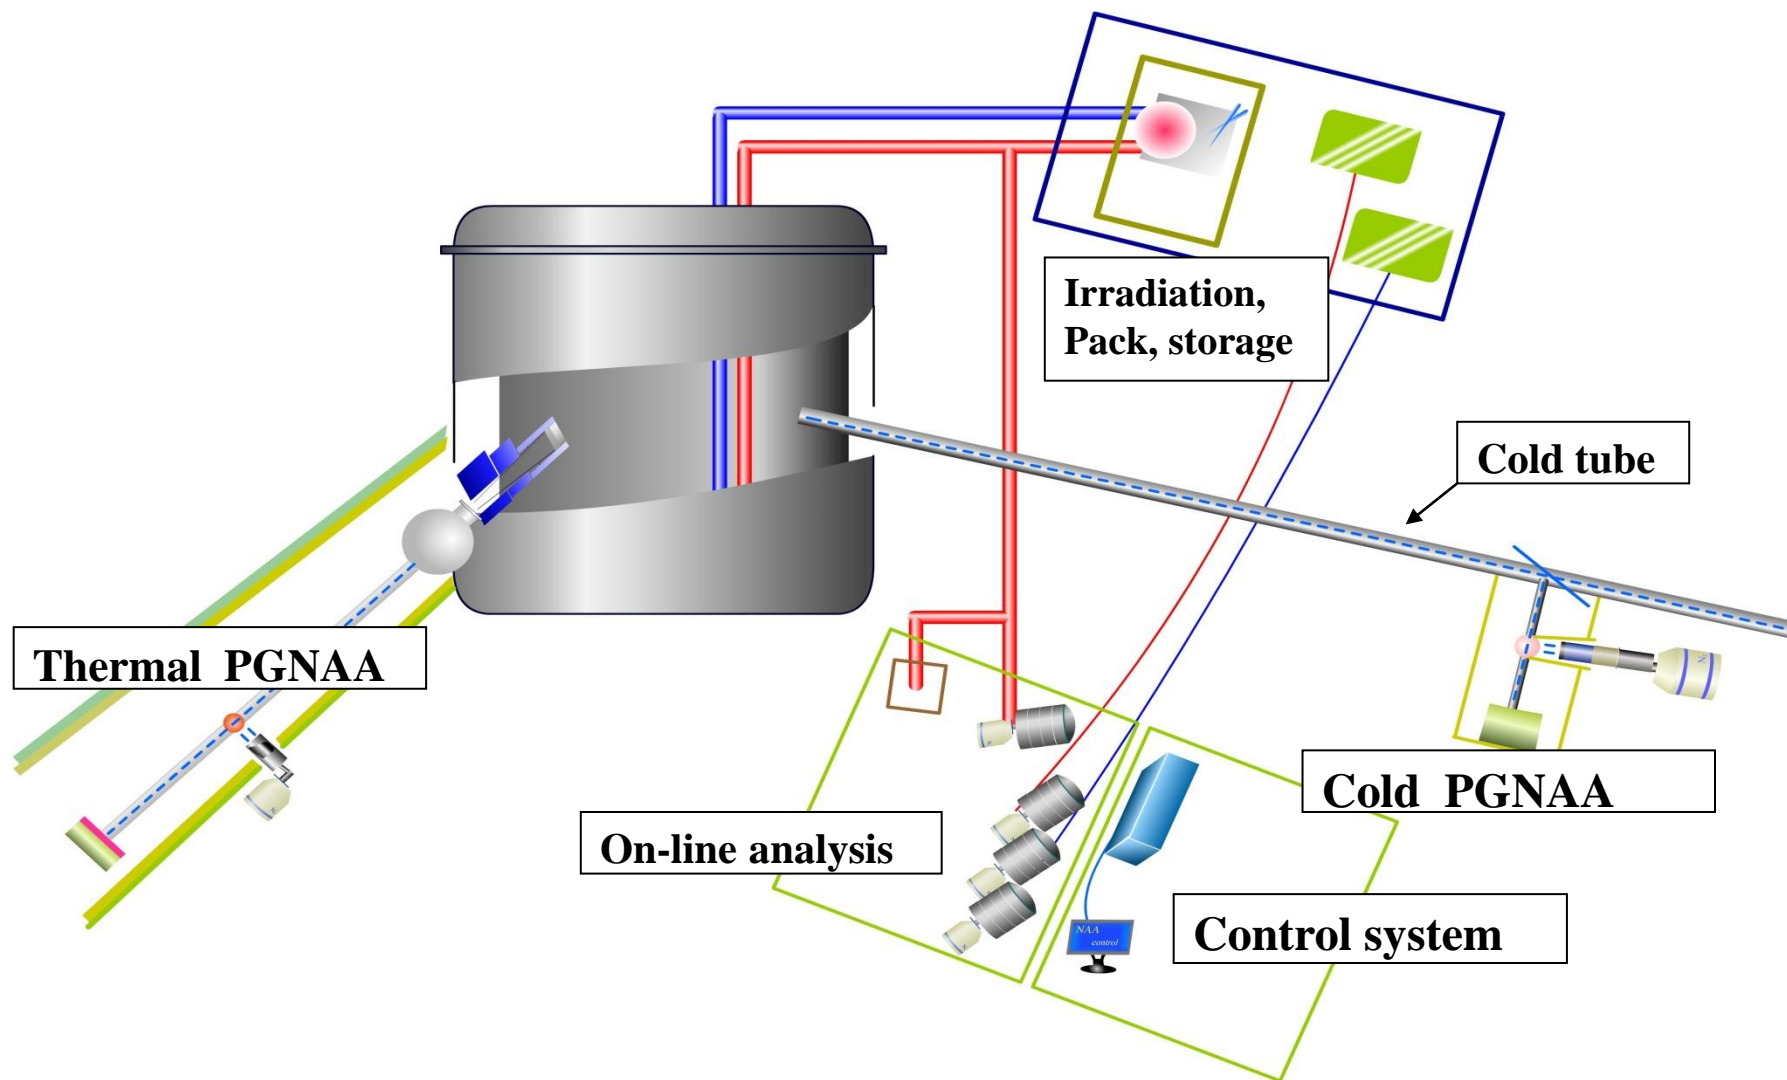 Irradiation,
Pack, storage
Cold tube
Thermal PGNAA
Cold PGNAA
On-line analysis
Control system
NAA
control